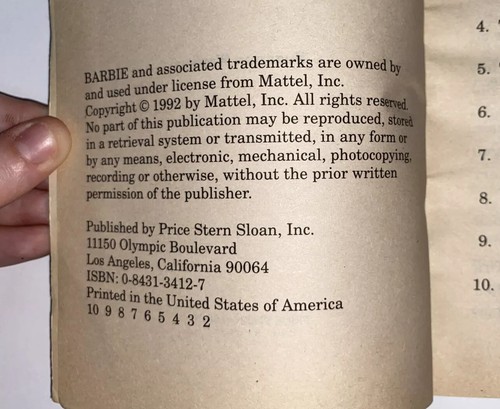 BARBIE and associated trademarks are owned by
and used under license from Mattel, Inc.
Copyright © 1992 by Mattel, Inc. All rights reserved.
No part of this publication may be reproduced, stored
in a retrieval system or transmitted, in any form or
by any means, electronic, mechanical, photocopying,
recording or otherwise, without the prior written
permission of the publisher.
Published by Price Stern Sloan, Inc.
11150 Olympic Boulevard
Los Angeles, California 90064
ISBN: 0-8431-3412-7
Printed in the United States of America
10 9 8 7 6 5 4 3 2
4.
5.
6.
7.
8.
9.
10.